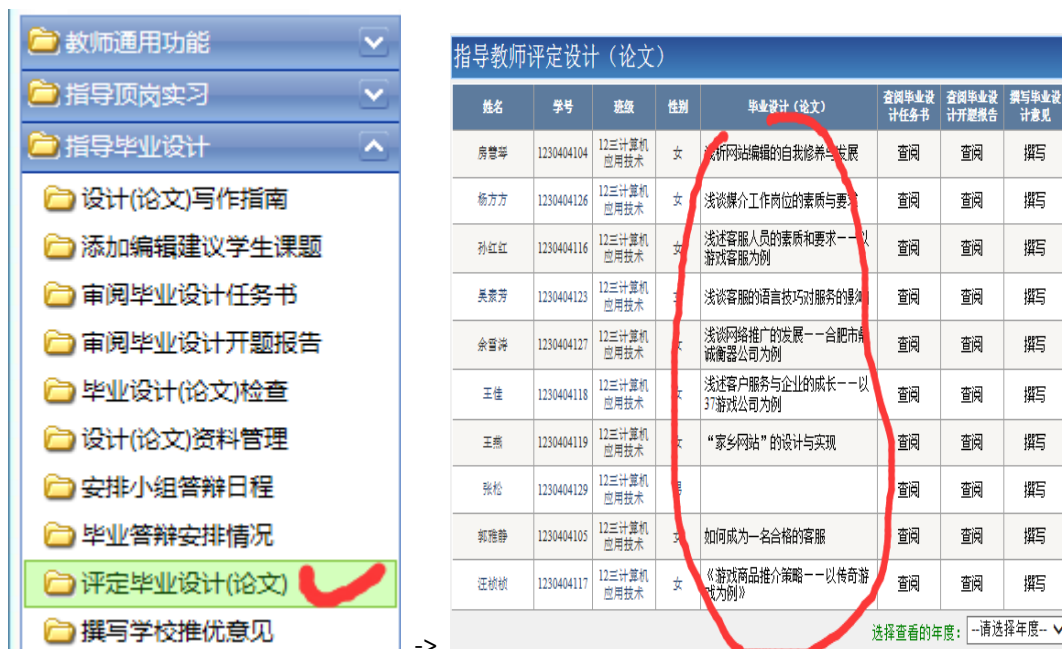 教师通用功能
指导顶岗实习
指导毕业设计
设计(论文)写作指南
添加编辑建议学生课题
审阅毕业设计任务书
审阅毕业设计开题报告
毕业设计(论文)检查
设计(论文)资料管理
安排小组答辩日程
毕业答辩安排情况
评定毕业设计(论文)
撰写学校推优意见
->
指导教师评定设计（论文）
姓名 学号 班级 性别 毕业设计（论文） 查阅毕业设 查阅毕业设 撰写毕业设
计任务书 计开题报告 计意见
1230404104 12三计算机 女 浅析网站编辑的自我修养与发展 查阅 查阅 撰写
应用技术
杨方方 1230404126 12三计算机 女 浅谈媒介工作岗位的素质与要求 查阅 查阅 撰写
应用技术
孙红红 1230404116 12三计算机 女 浅述客服人员的素质和要求——以 查阅 查阅 撰写
应用技术 游戏客服为例
吴素芳 1230404123 12三计算机 女 浅谈客服的语言技巧对服务的影响 查阅 查阅 撰写
应用技术
1230404127 12三计算机 女 浅谈网络推广的发展——合肥市 查阅 查阅 撰写
应用技术 诚衡器公司为例
王佳 1230404118 12三计算机 女 浅述客户服务与企业的成长——以 查阅 查阅 撰写
应用技术 37游戏公司为例
王燕 1230404119 12三计算机 女 “家乡网站”的设计与实现 查阅 查阅 撰写
应用技术
张松 1230404129 12三计算机 男 查阅 查阅 撰写
应用技术
郭雅静 1230404105 12三计算机 女 如何成为一名合格的客服 查阅 查阅 撰写
应用技术
汪桢桢 1230404117 12三计算机 女 《游戏商品推介策略——以传奇游 查阅 查阅 撰写
应用技术 戏为例》
选择查看的年度： --请选择年度--